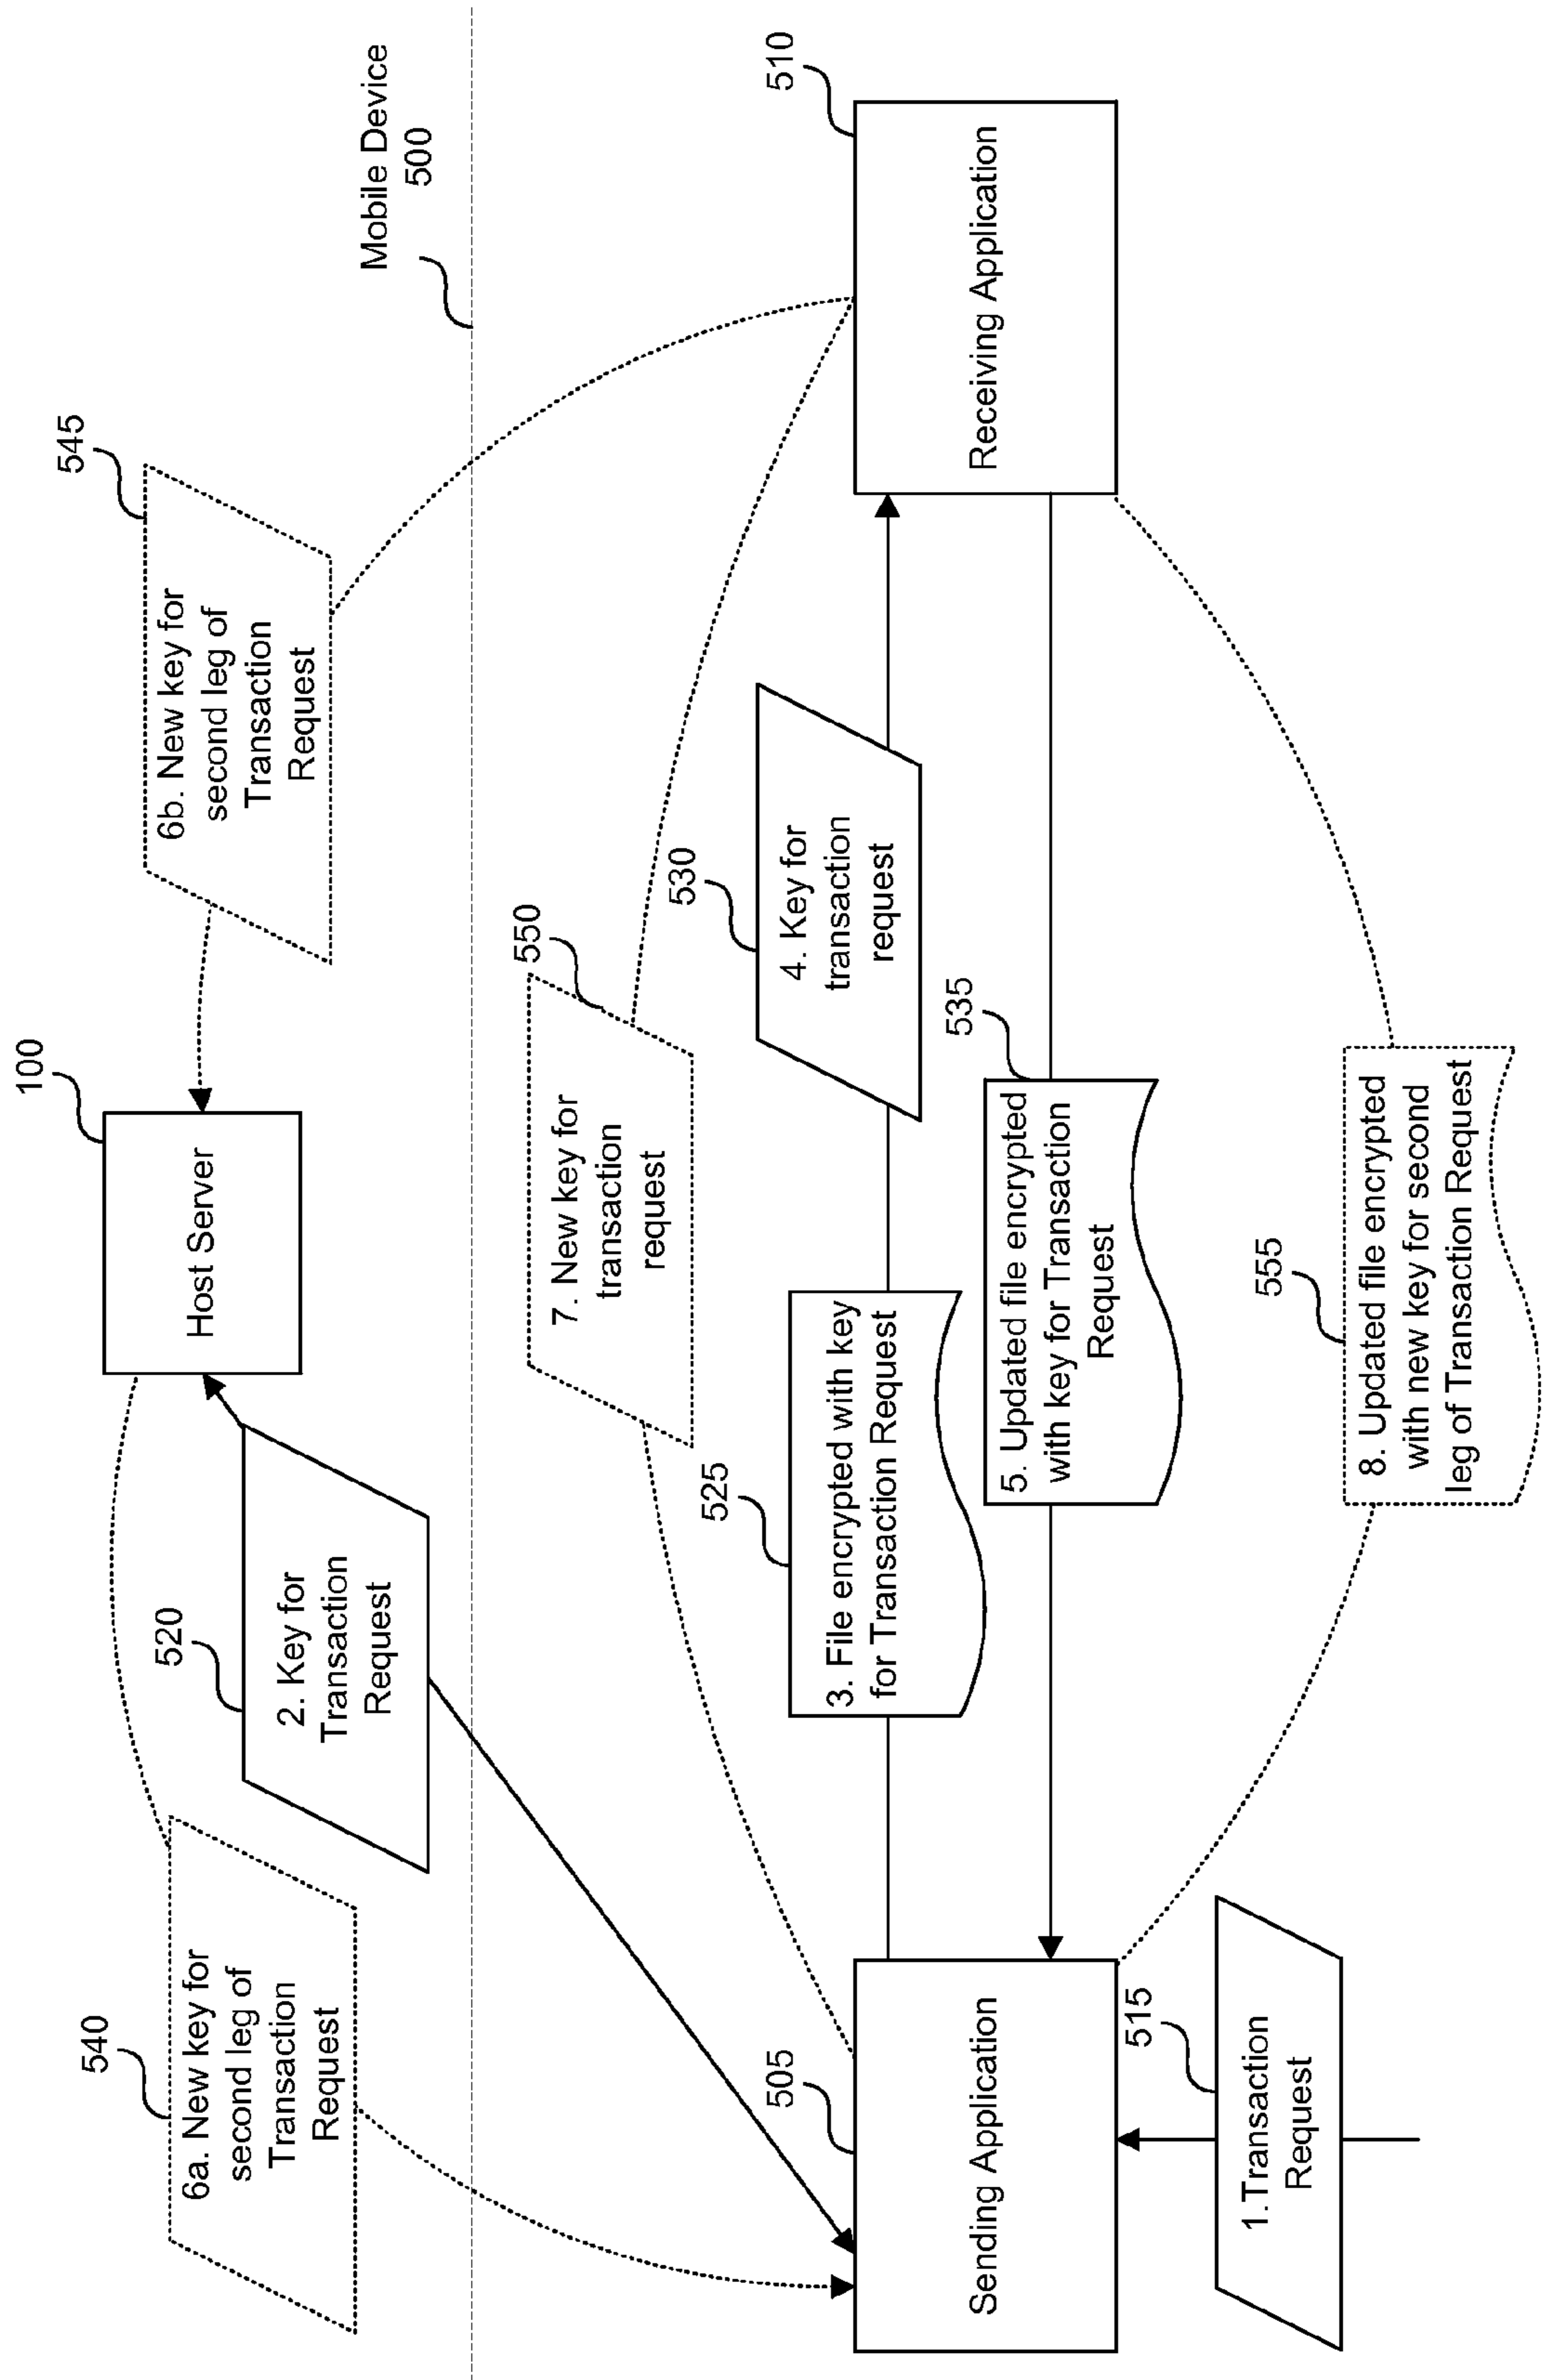 540
6a. New key for
second leg of
Transaction
Request
520
2. Key for
Transaction
Request
100
Host Server
545
6b. New key for
second leg of
Transaction
Request
Mobile Device
500
550
7. New key for
transaction
request
530
4. Key for
transaction
request
525
3. File encrypted with key
for Transaction Request
505
Sending Application
510
Receiving Application
535
5. Updated file encrypted
with key for Transaction
Request
515
1.Transaction
Request
555
8. Updated file encrypted
with new key for second
leg of Transaction Request